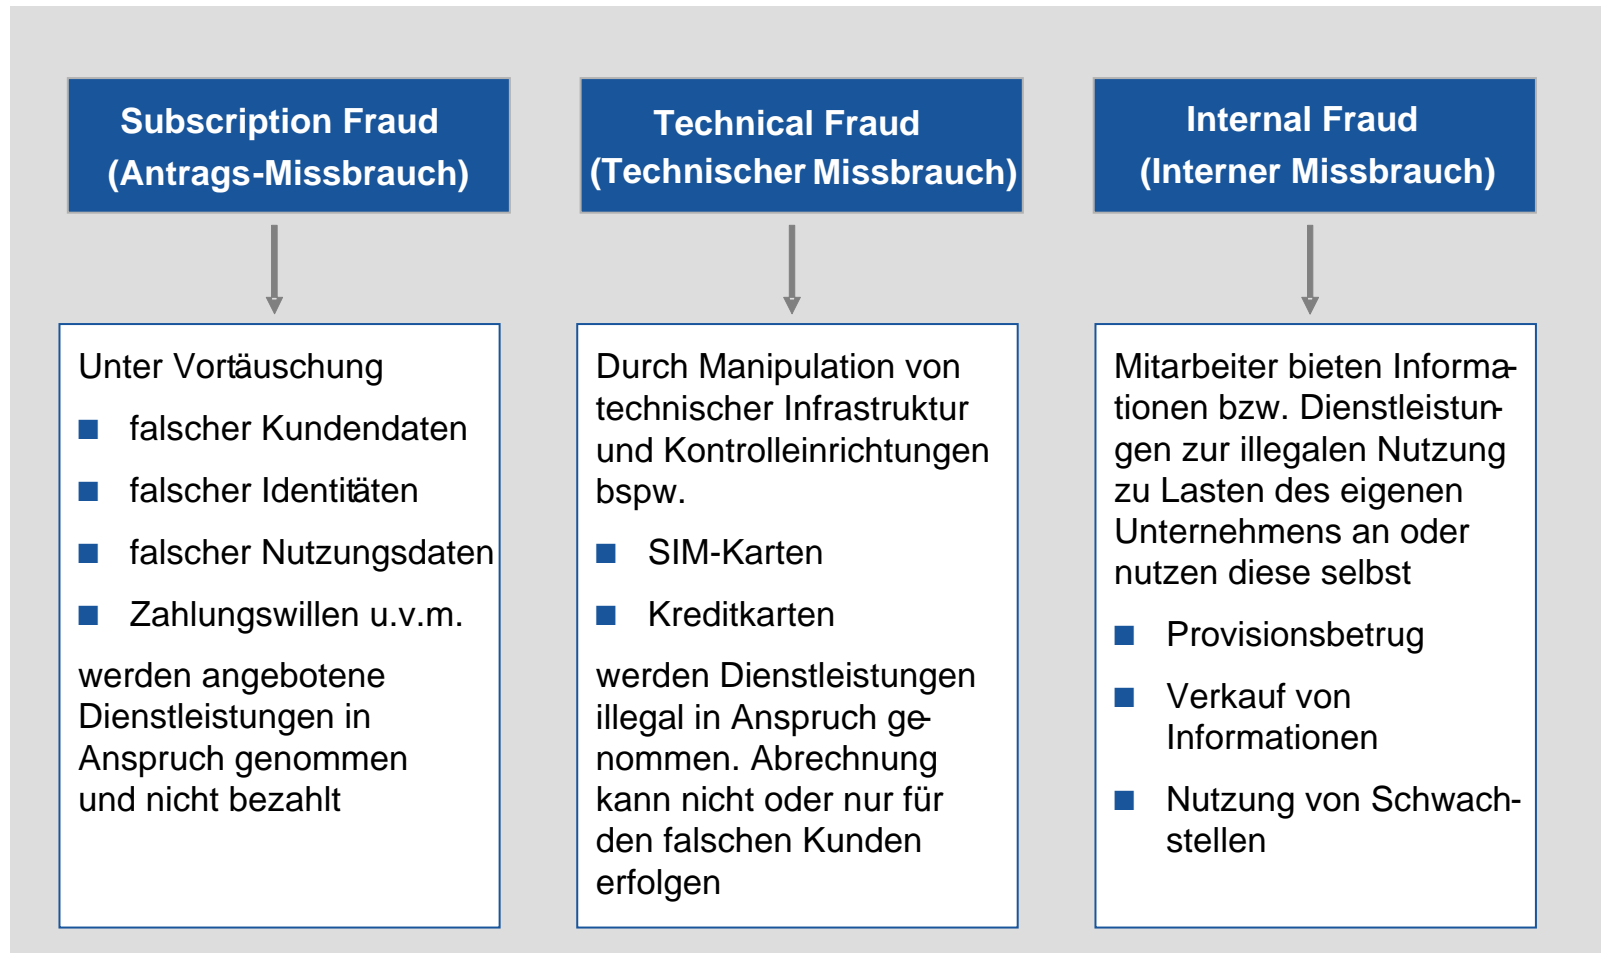 Subscription Fraud
(Antrags-Missbrauch)
Unter Vortäuschung
falscher Kundendaten
falscher Identitäten
falscher Nutzungsdaten
Zahlungswillen u.v.m.
werden angebotene
Dienstleistungen in
Anspruch genommen
und nicht bezahlt
Technical Fraud
(Technischer Missbrauch)
Durch Manipulation von
technischer Infrastruktur
und Kontrolleinrichtungen
bspw.
SIM-Karten
Kreditkarten
werden Dienstleistungen
illegal in Anspruch ge-
nommen. Abrechnung
kann nicht oder nur für
den falschen Kunden
erfolgen
Internal Fraud
(Interner Missbrauch)
Mitarbeiter bieten Informa-
tionen bzw. Dienstleistun-
gen zur illegalen Nutzung
zu Lasten des eigenen
Unternehmens an oder
nutzen diese selbst
Provisionsbetrug
Verkauf von
Informationen
Nutzung von Schwach-
stellen